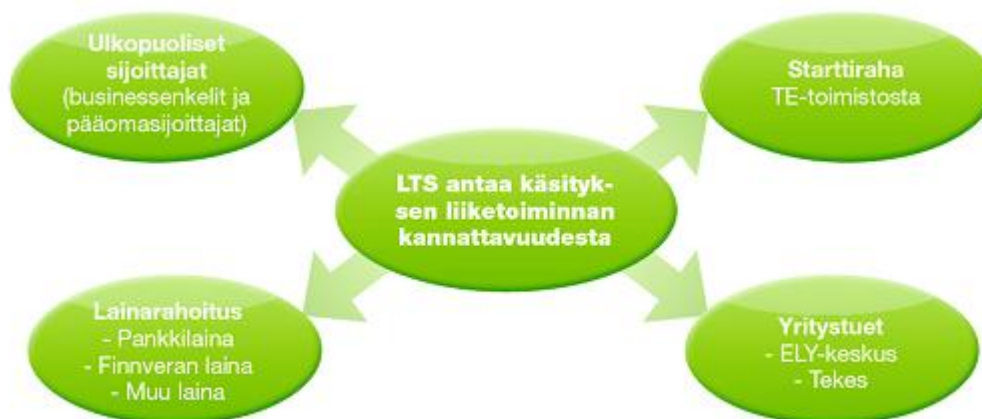 Ulkopuoliset
sijoittajat
(businessenkelit ja
pääomasijoittajat)
Starttiraha
TE-toimistosta
LTS antaa käsityk-
sen liiketoiminnan
kannattavuudesta
Lainarahoitus
- Pankkilaina
- Finnveran laina
- Muu laina
Yritystuet
- ELY-keskus
- Tekes